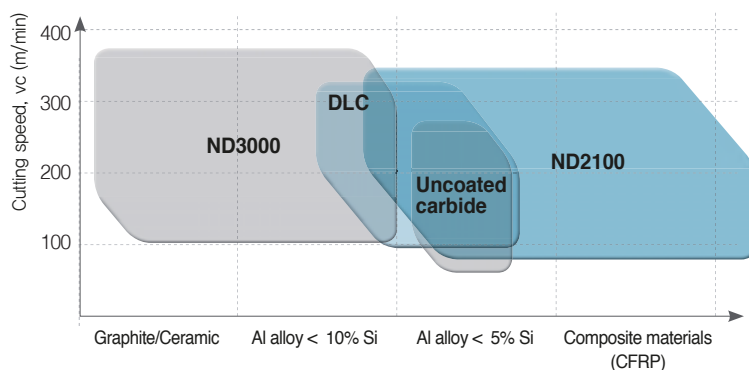 Cutting speed, vc (m/min)
400
300
200
100
ND3000
DLC
Uncoated
carbide
ND2100
Graphite/Ceramic
Al alloy < 10% Si
Al alloy < 5% Si
Composite materials
(CFRP)